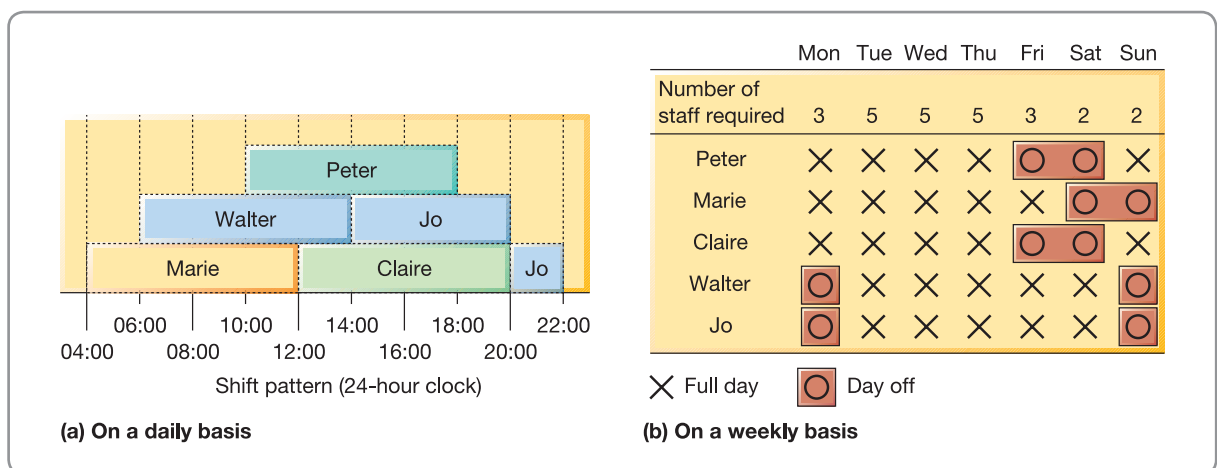 Peter
Walter Jo
Marie Claire Jo
06:00 10:00 14:00 18:00 22:00
04:00 08:00 12:00 16:00 20:00
Shift pattern (24-hour clock)
(a) On a daily basis
Mon Tue Wed Thu Fri Sat Sun
Number of
staff required 3 5 5 5 3 2 2
Peter X X X X O O X
Marie X X X X X O O
Claire X X X X O O X
Walter O X X X X X O
Jo O X X X X X O
X Full day O Day off
(b) On a weekly basis